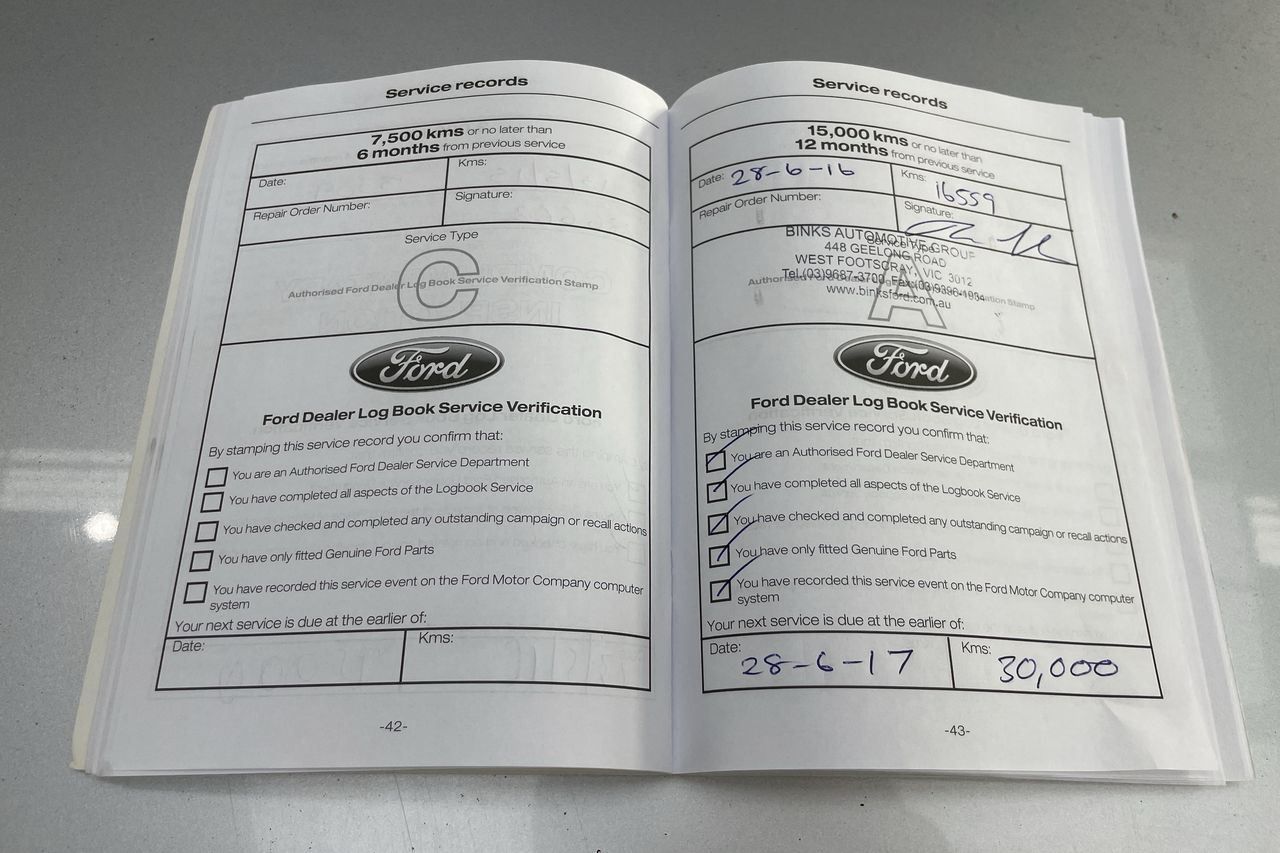 Service records
7,500 kms or no later than
6 months from previous service
Date:
Kms:
Repair Order Number:
Signature:
Service Type
C
Authorised Ford Dealer Log Book Service Verification Stamp
Ford
Ford Dealer Log Book Service Verification
By stamping this service record you confirm that:
You are an Authorised Ford Dealer Service Department
You have completed all aspects of the Logbook Service
You have checked and completed any outstanding campaign or recall actions
You have only fitted Genuine Ford Parts
You have recorded this service event on the Ford Motor Company computer
system
Your next service is due at the earlier of:
Date:
Kms:
-42-
Service records
15,000 kms or no later than
12 months from previous service
Date: 28-6-16
Kms: 16559
Repair Order Number:
Signature:
Service Type
BINKS AUTOMOTIVE GROUP
448 GEELONG ROAD
WEST FOOTSCRAY, VIC 3012
Tel.(03)9687-3700 Fax:(03)9396-1934
www.binksford.com.au
A
Ford
Ford Dealer Log Book Service Verification
By stamping this service record you confirm that:
You are an Authorised Ford Dealer Service Department
You have completed all aspects of the Logbook Service
You have checked and completed any outstanding campaign or recall actions
You have only fitted Genuine Ford Parts
You have recorded this service event on the Ford Motor Company computer
system
Your next service is due at the earlier of:
Date: 28-6-17
Kms: 30,000
-43-